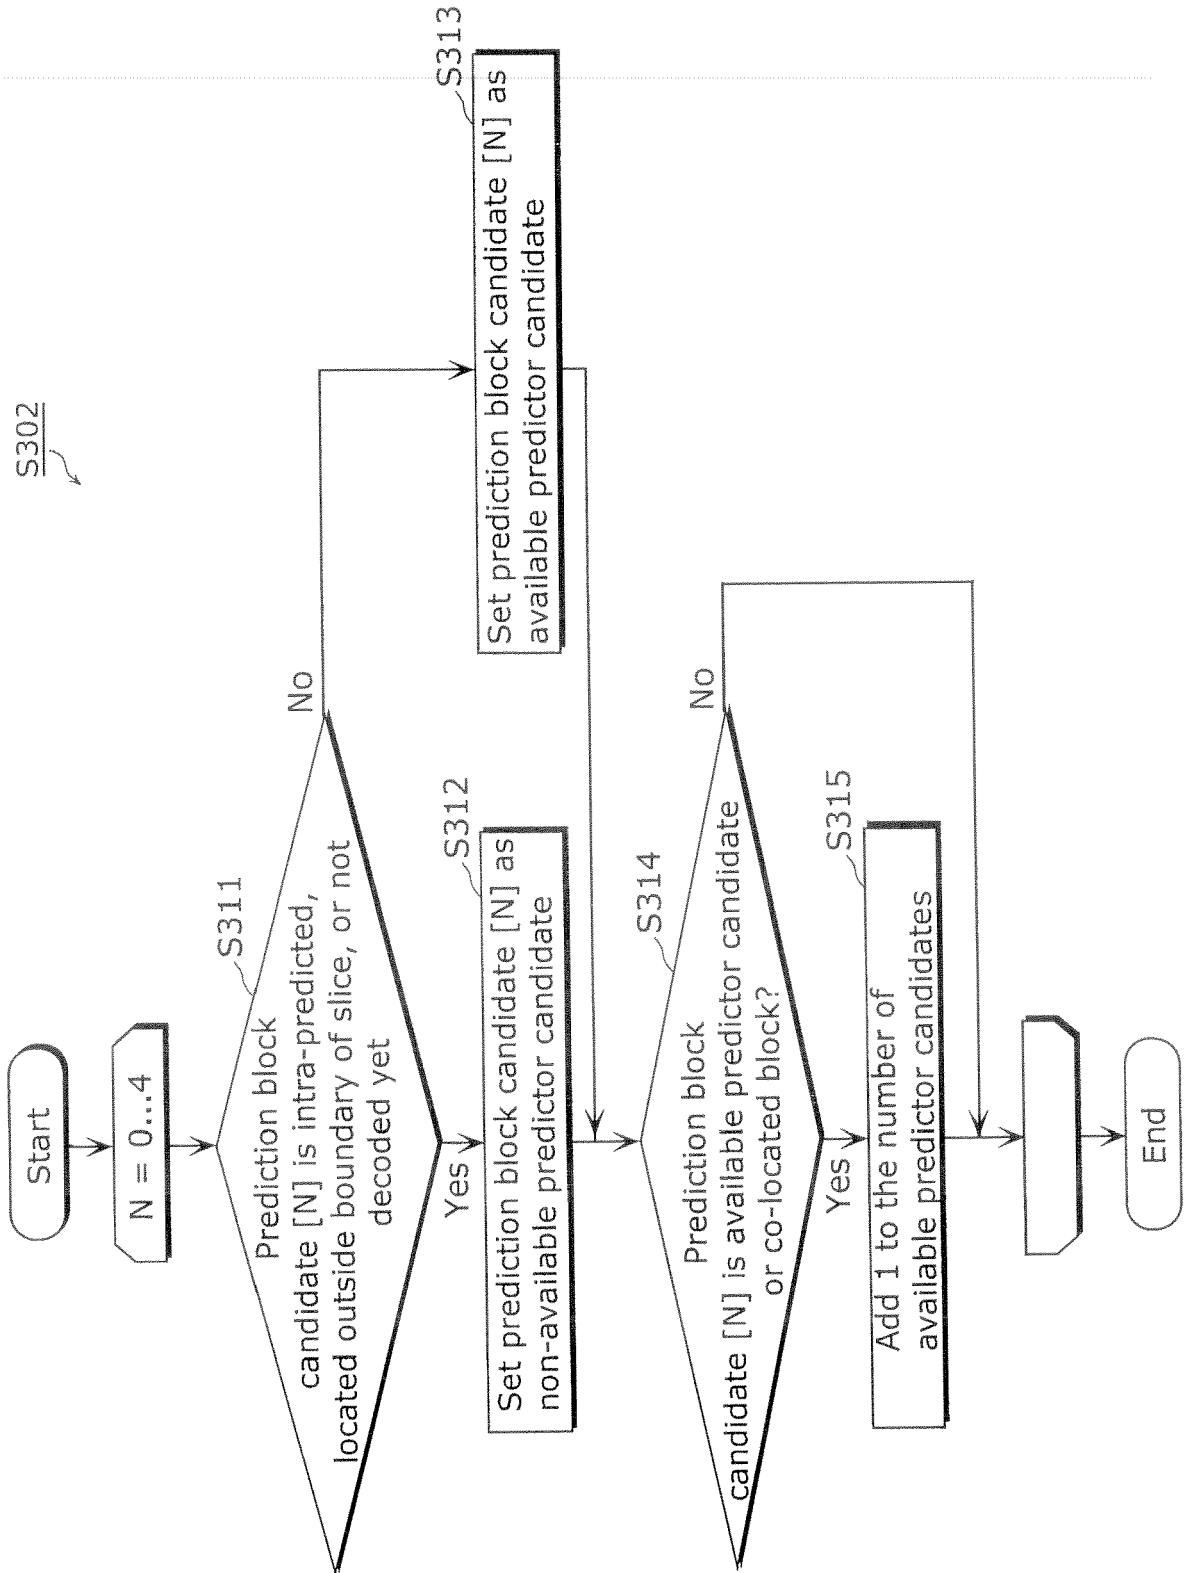 S302
Start
N = 0...4
S311
Prediction block
candidate [N] is intra-predicted,
located outside boundary of slice, or not
decoded yet
No
Yes
S312
Set prediction block candidate [N] as
non-available predictor candidate
S313
Set prediction block candidate [N] as
available predictor candidate
S314
Prediction block
candidate [N] is available predictor candidate
or co-located block?
No
Yes
S315
Add 1 to the number of
available predictor candidates
End